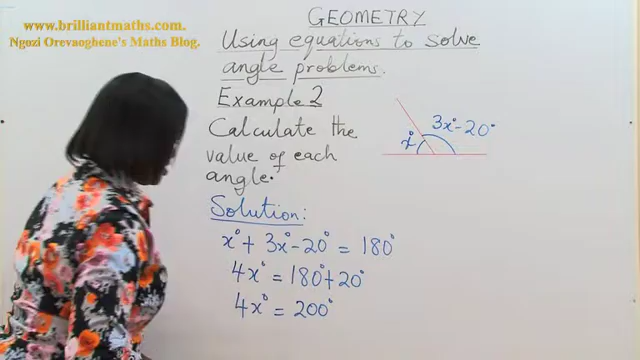 www.brilliantmaths.com.
Ngozi Orevaoghene's Maths Blog.
GEOMETRY
Using equations to solve
angle problems.
Example 2
Calculate the
value of each
angle.
x°
3x°-20°
Solution:
x° + 3x°-20° = 180°
4x° = 180°+20°
4x° = 200°